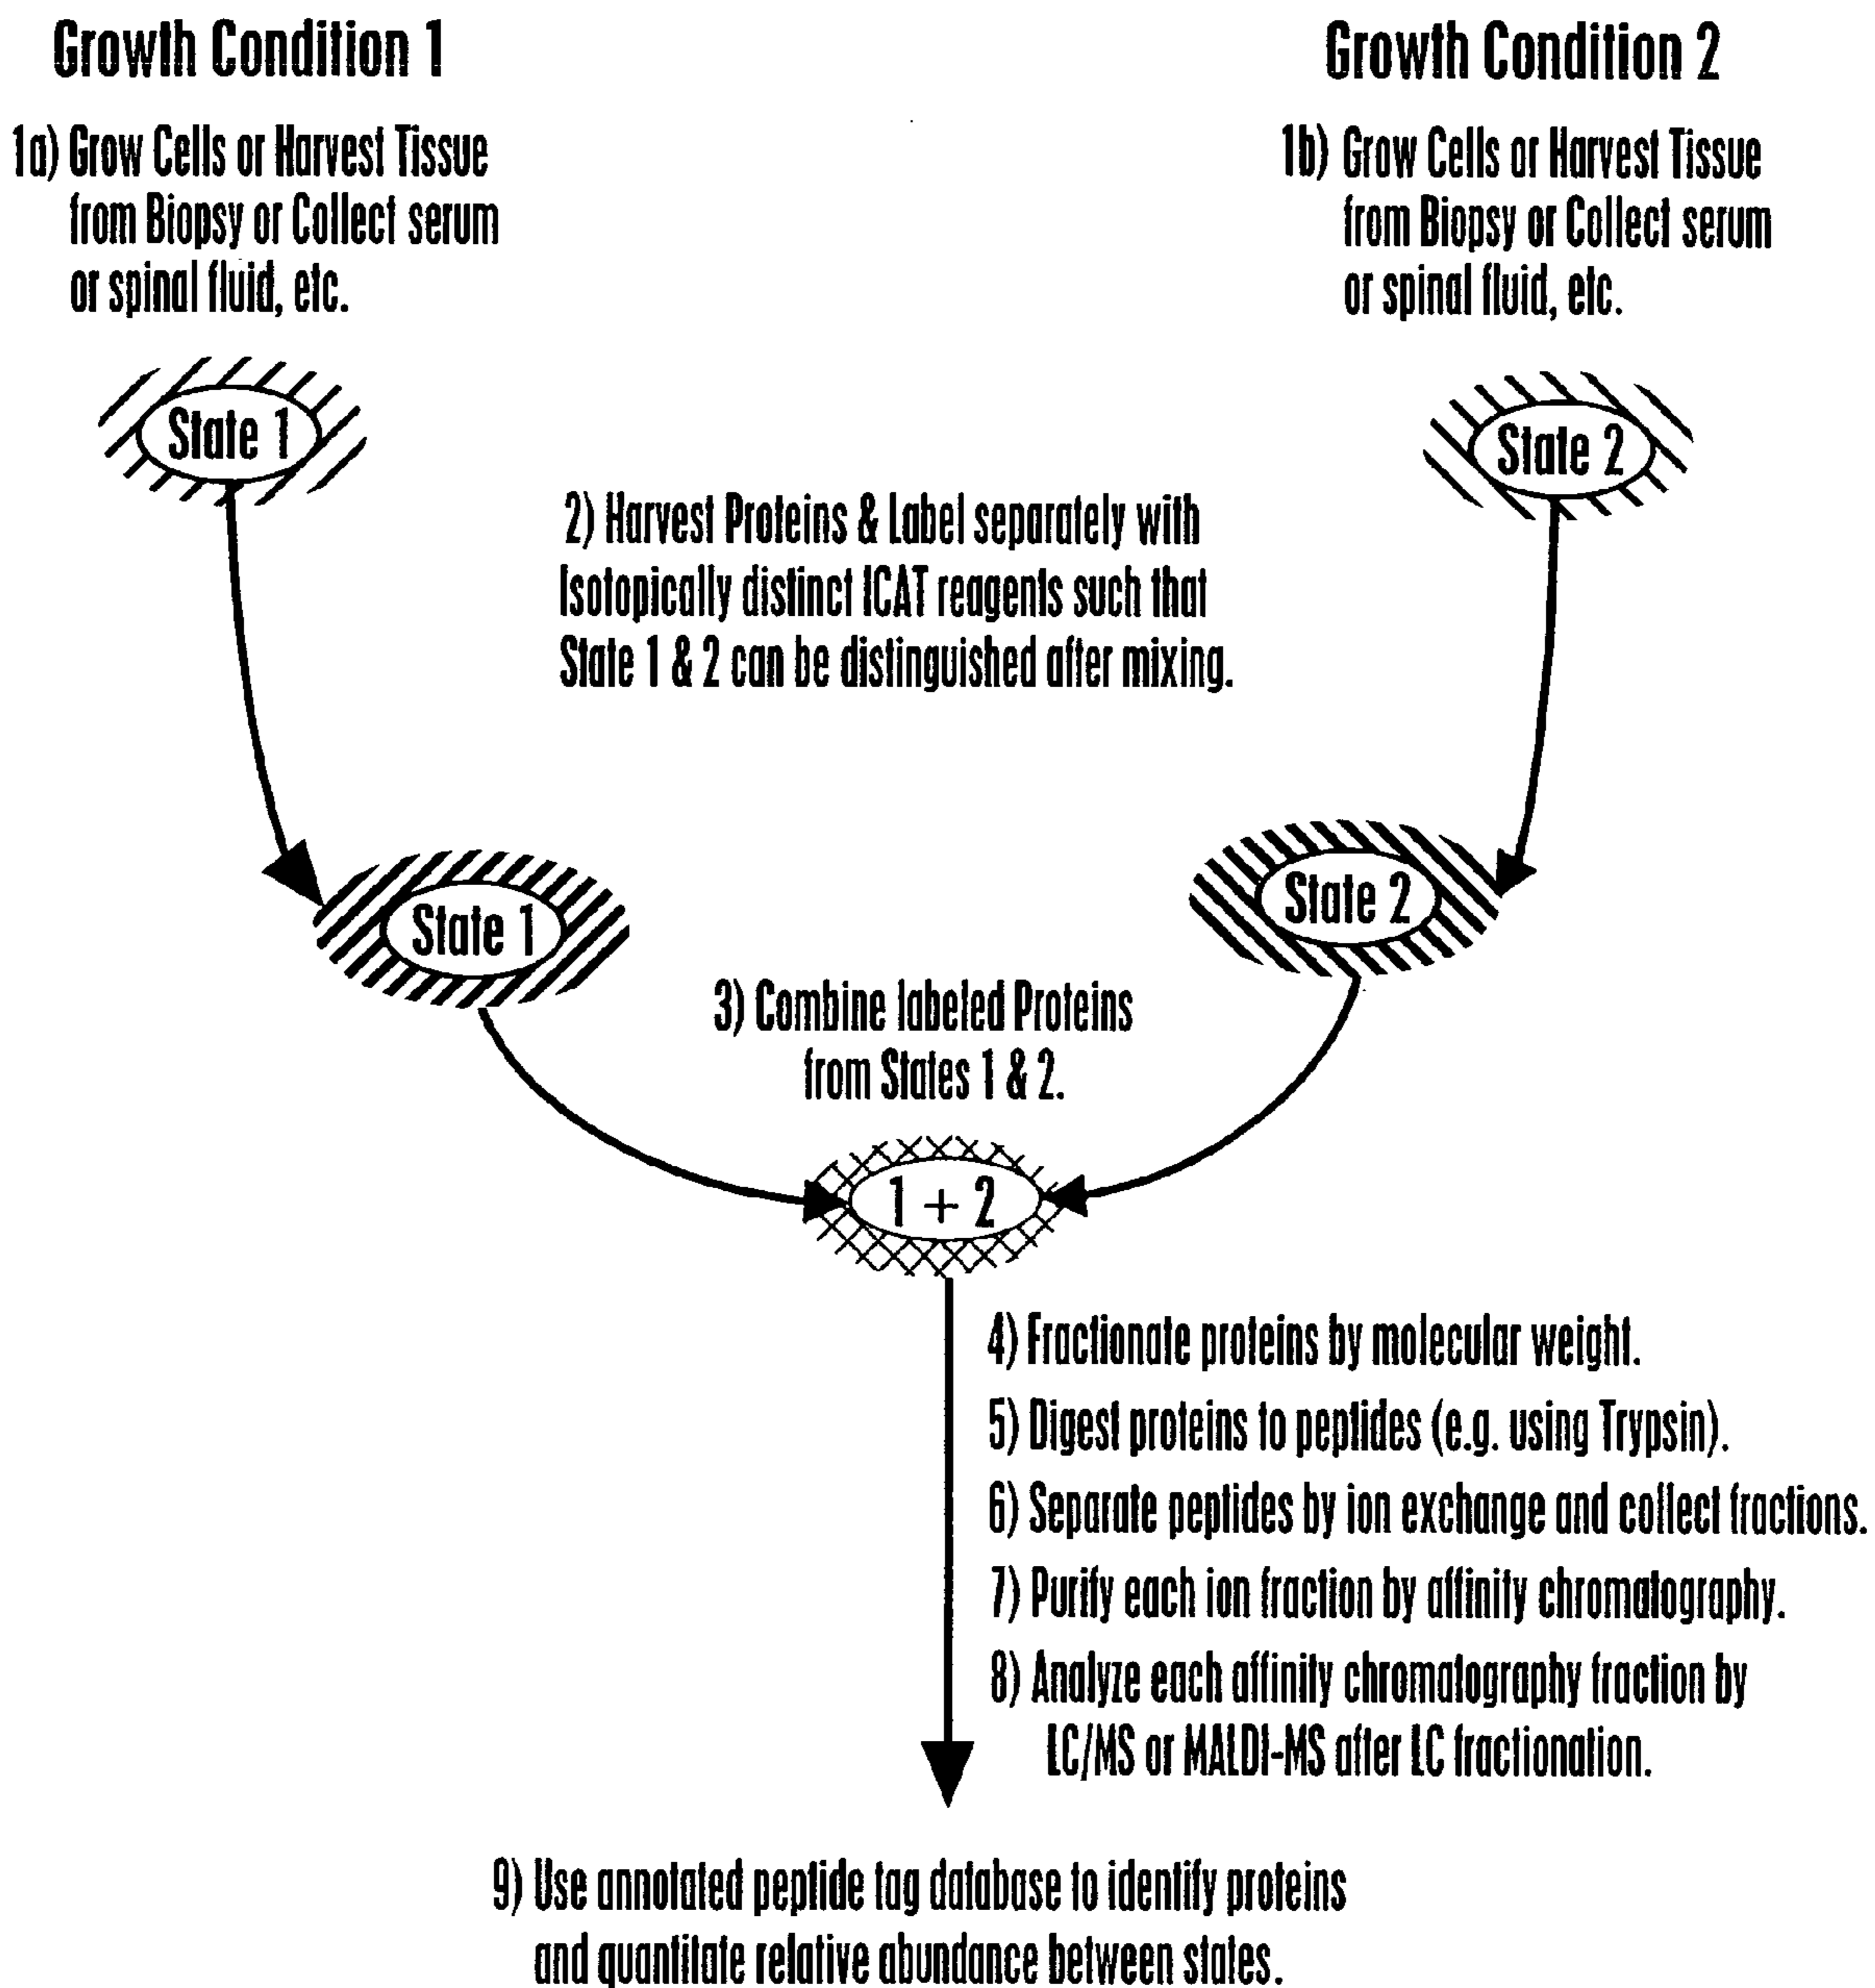 Growth Condition 1
1a) Grow Cells or Harvest Tissue
from Biopsy or Collect serum
or spinal fluid, etc.
Growth Condition 2
1b) Grow Cells or Harvest Tissue
from Biopsy or Collect serum
or spinal fluid, etc.
State 1
State 2
2) Harvest Proteins & Label separately with
Isotopically distinct ICAT reagents such that
State 1 & 2 can be distinguished after mixing.
State 1
State 2
3) Combine labeled Proteins
from States 1 & 2.
1 + 2
4) Fractionate proteins by molecular weight.
5) Digest proteins to peptides (e.g. using Trypsin).
6) Separate peptides by ion exchange and collect fractions.
7) Purify each ion fraction by affinity chromatography.
8) Analyze each affinity chromatography fraction by
LC/MS or MALDI-MS after LC fractionation.
9) Use annotated peptide tag database to identify proteins
and quantitate relative abundance between states.